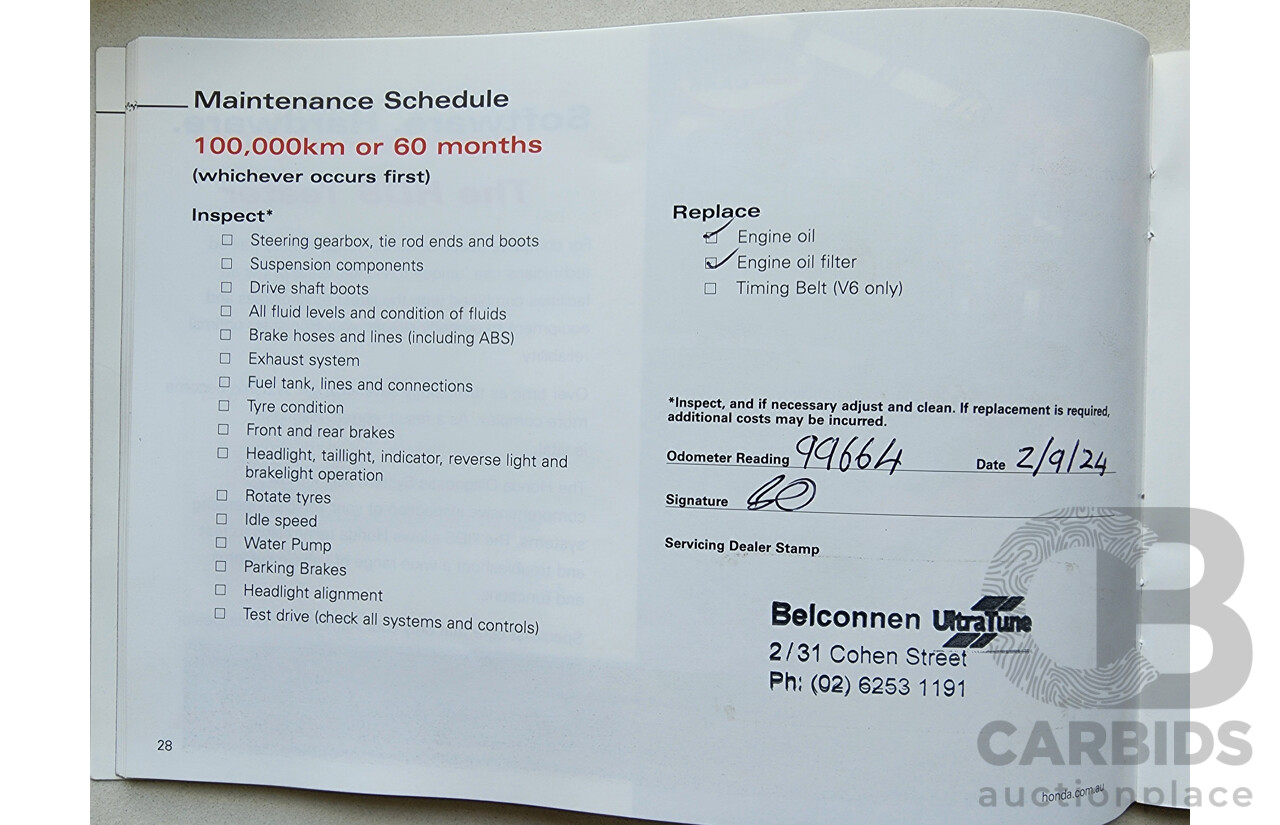 Maintenance Schedule
100,000km or 60 months
(whichever occurs first)
Inspect*
Steering gearbox, tie rod ends and boots
Suspension components
Drive shaft boots
All fluid levels and condition of fluids
Brake hoses and lines (including ABS)
Exhaust system
Fuel tank, lines and connections
Tyre condition
Front and rear brakes
Headlight, taillight, indicator, reverse light and
brakelight operation
Rotate tyres
Idle speed
Water Pump
Parking Brakes
Headlight alignment
Test drive (check all systems and controls)
28
Replace
Engine oil
Engine oil filter
Timing Belt (V6 only)
*Inspect, and if necessary adjust and clean. If replacement is required,
additional costs may be incurred.
Odometer Reading 99664 Date 2/9/24
Signature
Servicing Dealer Stamp
Belconnen UltraTune
2/31 Cohen Street
Ph: (02) 6253 1191
honda.com.au
CB
CARBIDS
auctionplace